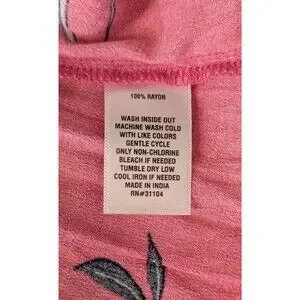 100% RAYON
WASH INSIDE OUT
MACHINE WASH COLD
WITH LIKE COLORS
GENTLE CYCLE
ONLY NON-CHLORINE
BLEACH IF NEEDED
TUMBLE DRY LOW
COOL IRON IF NEEDED
MADE IN INDIA
RN#31104